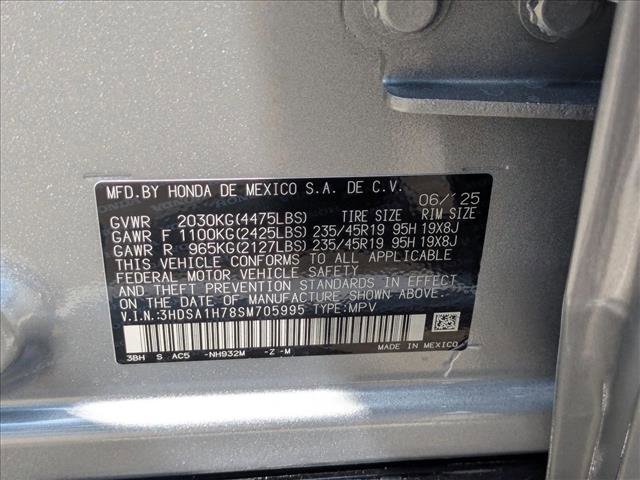 MFD.BY HONDA DE MEXICO S.A. DE C.V. 06/'25
GVWR 2030KG(4475LBS) TIRE SIZE RIM SIZE
GAWR F 1100KG(2425LBS) 235/45R19 95H 19X8J
GAWR R 965KG(2127LBS) 235/45R19 95H 19X8J
THIS VEHICLE CONFORMS TO ALL APPLICABLE
FEDERAL MOTOR VEHICLE SAFETY
AND THEFT PREVENTION STANDARDS IN EFFECT
ON THE DATE OF MANUFACTURE SHOWN ABOVE.
V.I.N.:3HDSA1H78SM705995 TYPE:MPV
3BH S AC5 -NH932M -Z -M MADE IN MEXICO